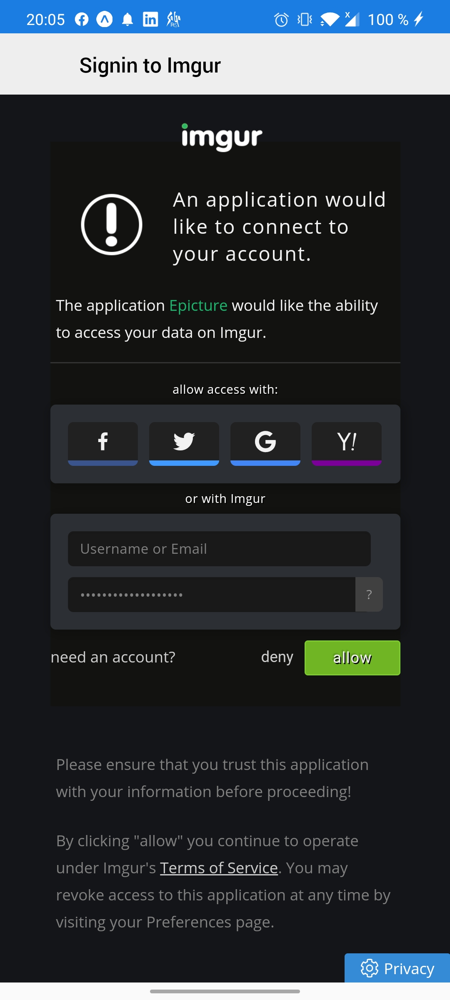 20:05
100 %
Signin to Imgur
imgur
An application would
like to connect to
your account.
The application Epicture would like the ability
to access your data on Imgur.
allow access with:
f
G
Y!
or with Imgur
Username or Email
••••••••••••••••••• ?
need an account? deny allow
Please ensure that you trust this application
with your information before proceeding!
By clicking "allow" you continue to operate
under Imgur's Terms of Service. You may
revoke access to this application at any time by
visiting your Preferences page.
Privacy